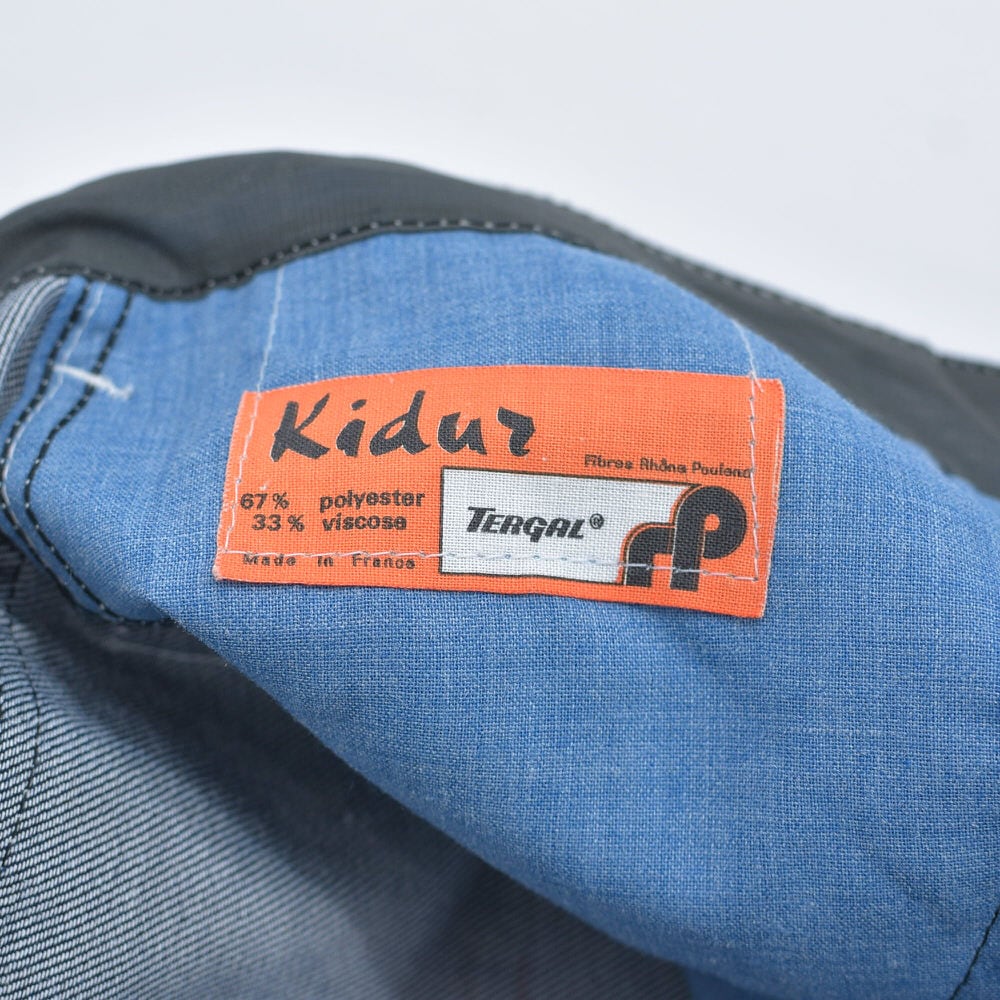 Kidur
Fibres Rhône Poulenc
67% polyester
33% viscose
TERGAL®
Made in France